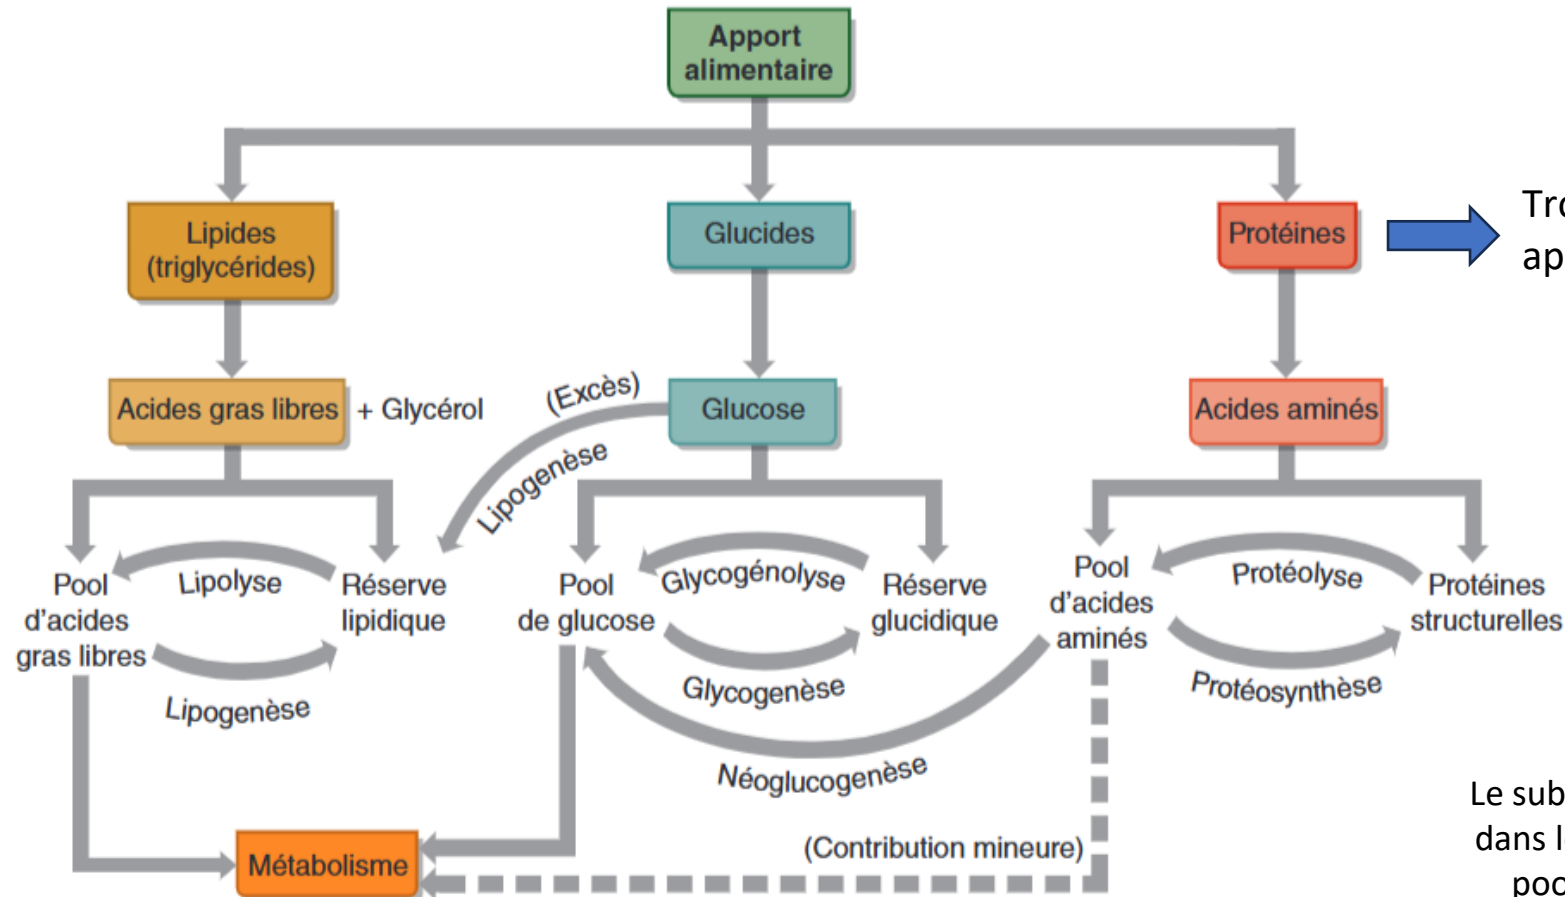 Apport
alimentaire
Lipides
(triglycérides)
Glucides
Protéines
Acides gras libres
+ Glycérol
(Excès)
Lipogenèse
Glucose
Acides aminés
Pool
d'acides
gras libres
Lipolyse
Lipogenèse
Réserve
lipidique
Pool
de glucose
Glycogénolyse
Glycogenèse
Réserve
glucidique
Néoglucogenèse
Pool
d'acides
aminés
Protéolyse
Protéosynthèse
Protéines
structurelles
Métabolisme
(Contribution mineure)
Le
dans